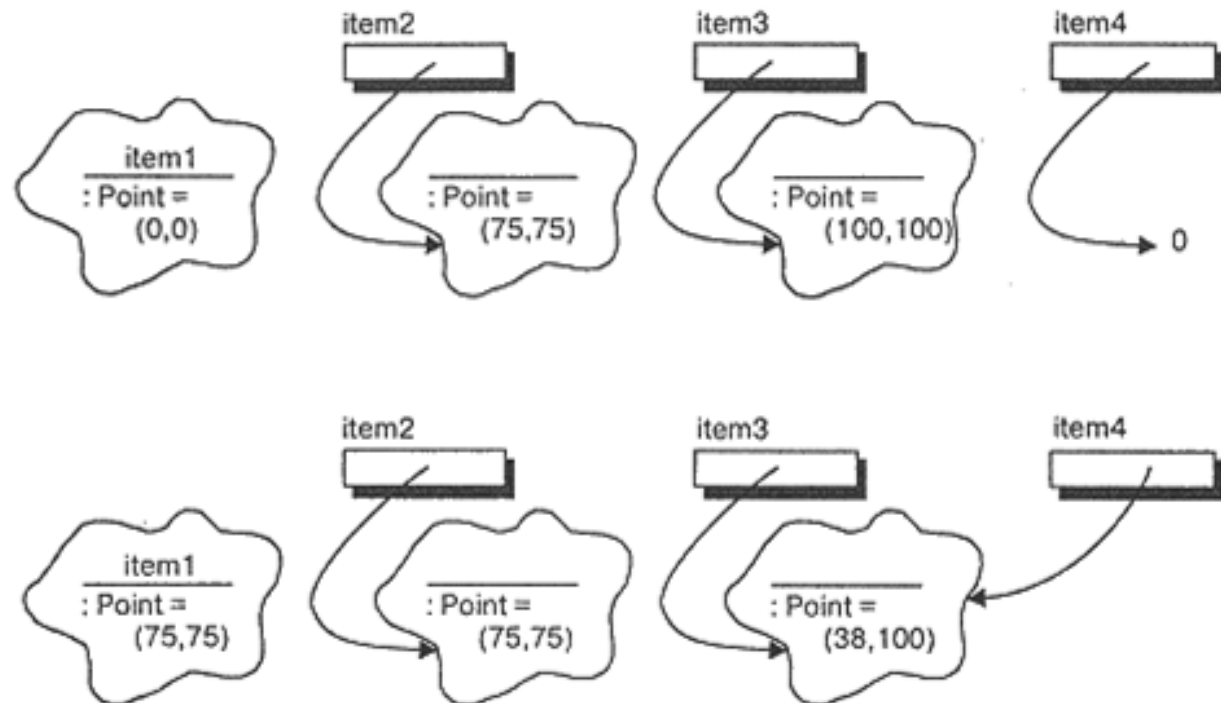 item2
item3
item4
item1
: Point =
(0,0)
: Point =
(75,75)
: Point =
(100,100)
0
item2
item3
item4
item1
: Point =
(75,75)
: Point =
(75,75)
: Point =
(38,100)